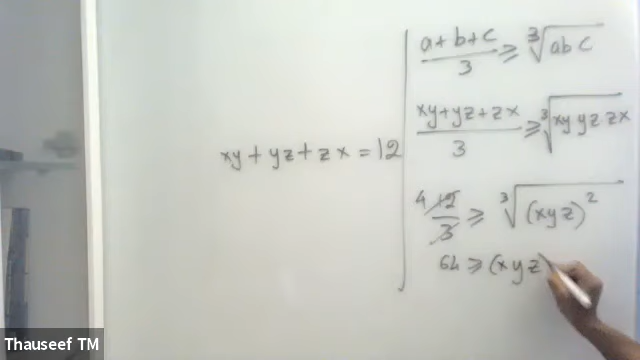 xy + yz + zx = 12
(a + b + c)/3 ≥ ∛(abc)
(xy + yz + zx)/3 ≥ ∛(xy yz zx)
4 12/3 ≥ ∛((xyz)²)
64 ≥ (xyz)
Thauseef TM